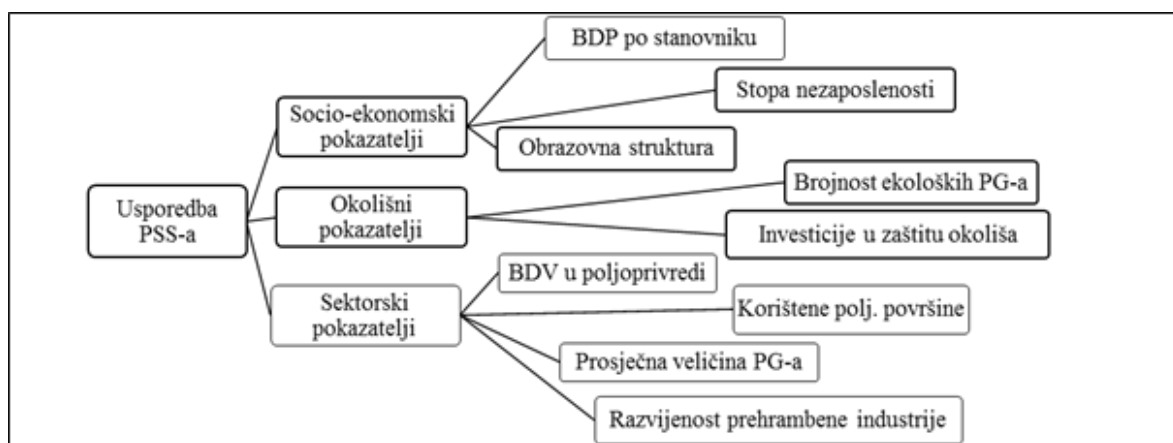 Usporedba
PSS-a
Socio-ekonomski
pokazatelji
BDP po stanovniku
Stopa nezaposlenosti
Obrazovna struktura
Okolišni
pokazatelji
Brojnost ekoloških PG-a
Investicije u zaštitu okoliša
Sektorski
pokazatelji
BDV u poljoprivredi
Korištene polj. površine
Prosječna veličina PG-a
Razvijenost prehrambene industrije